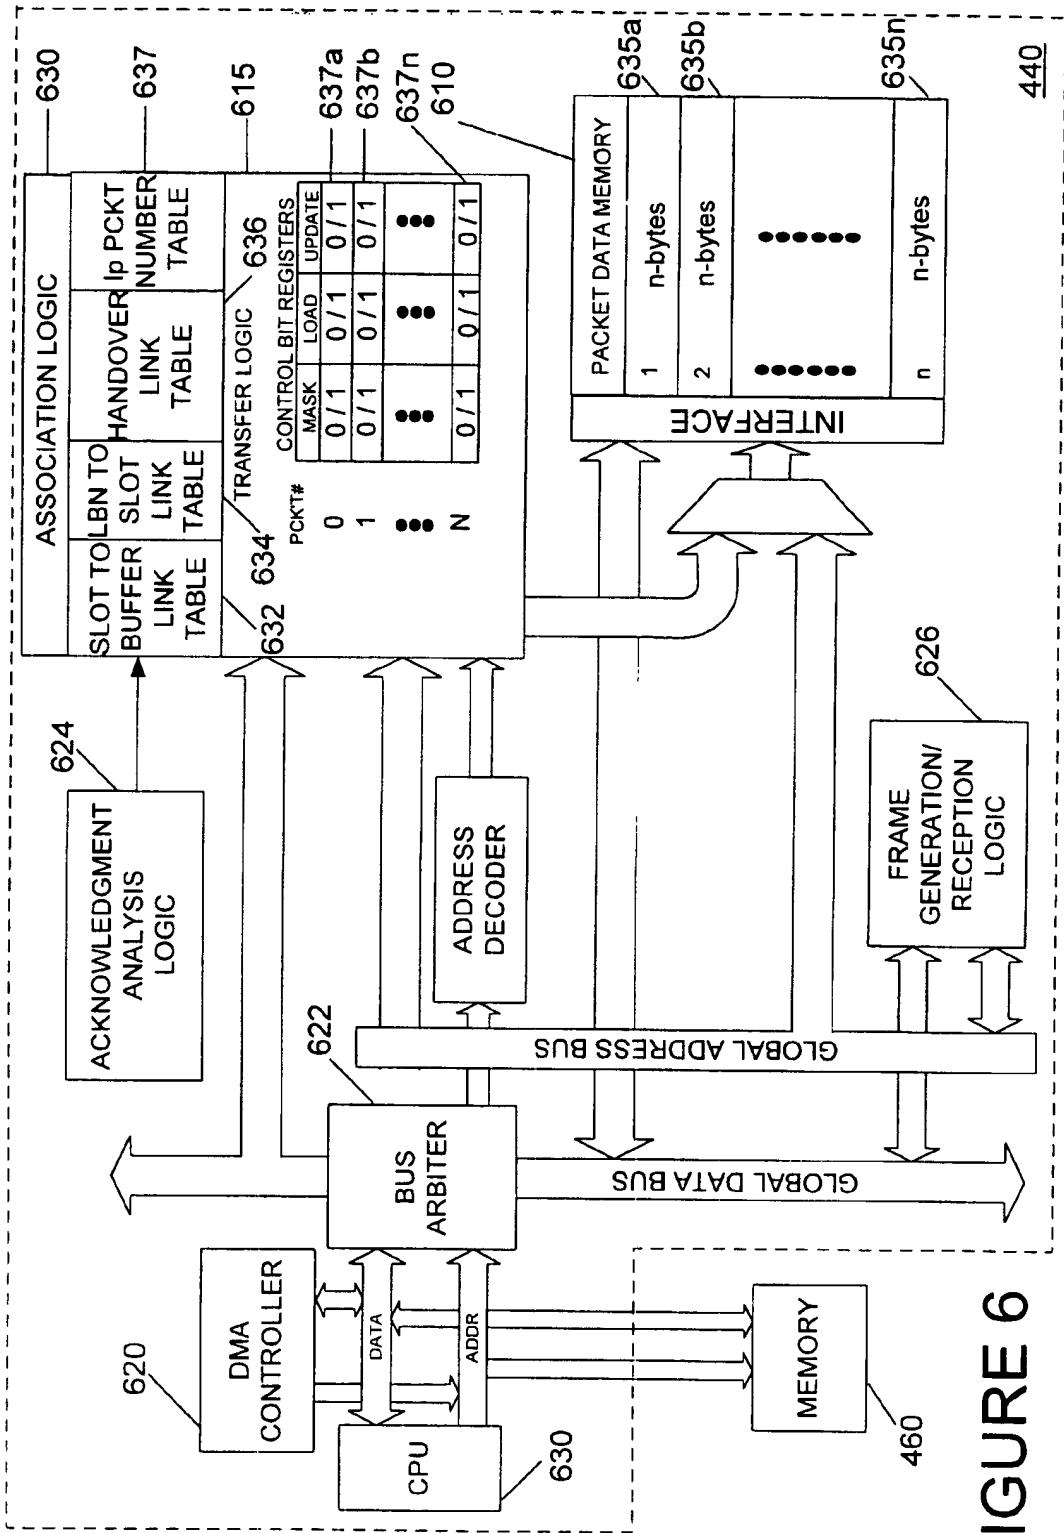 620
DMA
CONTROLLER
CPU
630
DATA
ADDR
MEMORY
460
622
BUS
ARBITER
GLOBAL DATA BUS
GLOBAL ADDRESS BUS
624
ACKNOWLEDGMENT
ANALYSIS
LOGIC
ADDRESS
DECODER
626
FRAME
GENERATION/
RECEPTION
LOGIC
ASSOCIATION LOGIC
630
SLOT TO
BUFFER
LINK
TABLE
LBN TO
SLOT
LINK
TABLE
HANDOVER
LINK
TABLE
Ip PCKT
NUMBER
TABLE
637
632
634
636
TRANSFER LOGIC
615
CONTROL BIT REGISTERS
PCK'T# MASK LOAD UPDATE
0 0 / 1 0 / 1 0 / 1 637a
1 0 / 1 0 / 1 0 / 1 637b
N 0 / 1 0 / 1 0 / 1 637n
610
INTERFACE
PACKET DATA MEMORY
1 n-bytes 635a
2 n-bytes 635b
n n-bytes 635n
440
IGURE 6